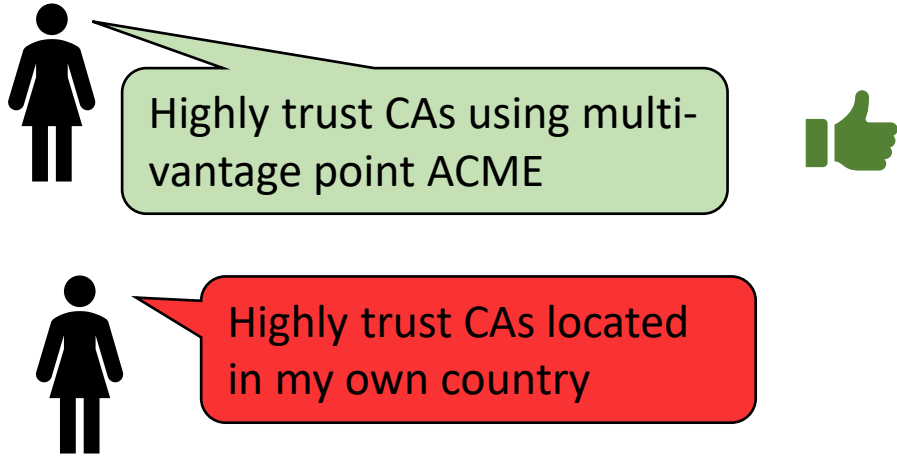 Highly trust CAs using multi-
vantage point ACME
Highly trust CAs located
in my own country